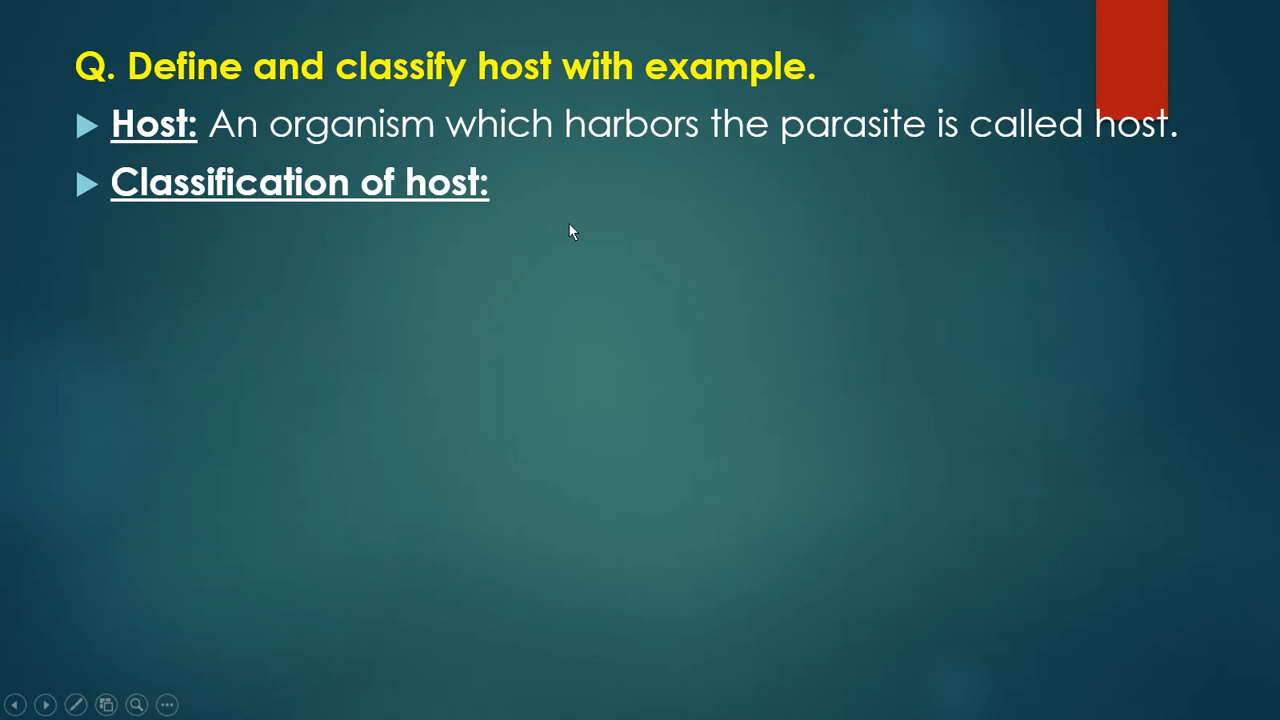 Q. Define and classify host with example.
Host: An organism which harbors the parasite is called host.
Classification of host: